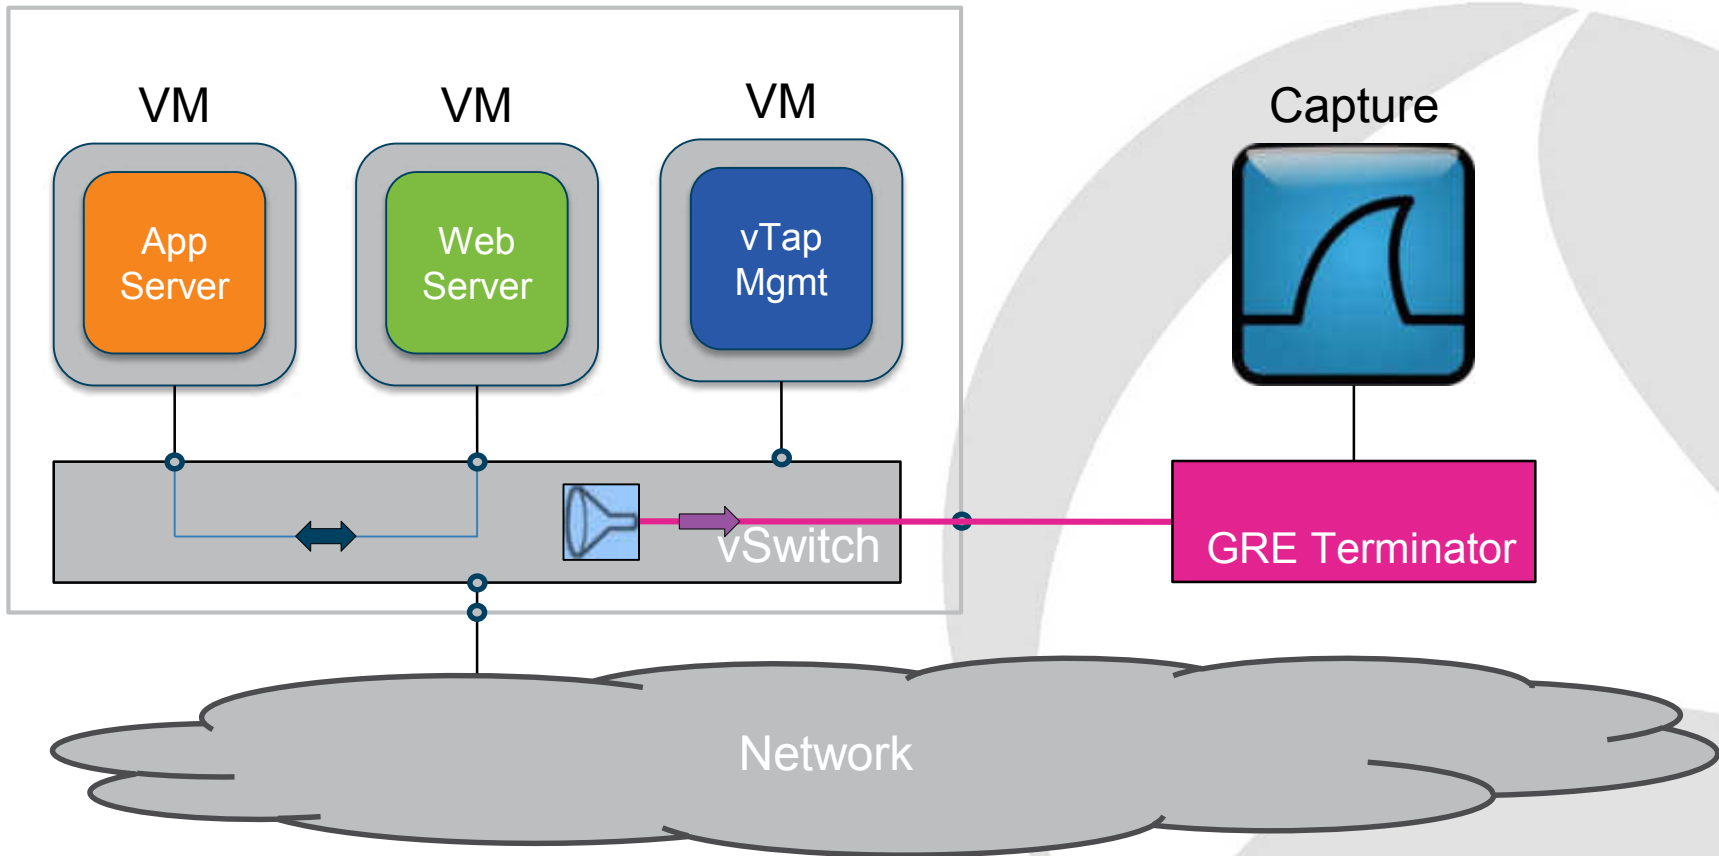 VM
VM
VM
Capture
App
Server
Web
Server
vTap
Mgmt
vSwitch
GRE Terminator
Network